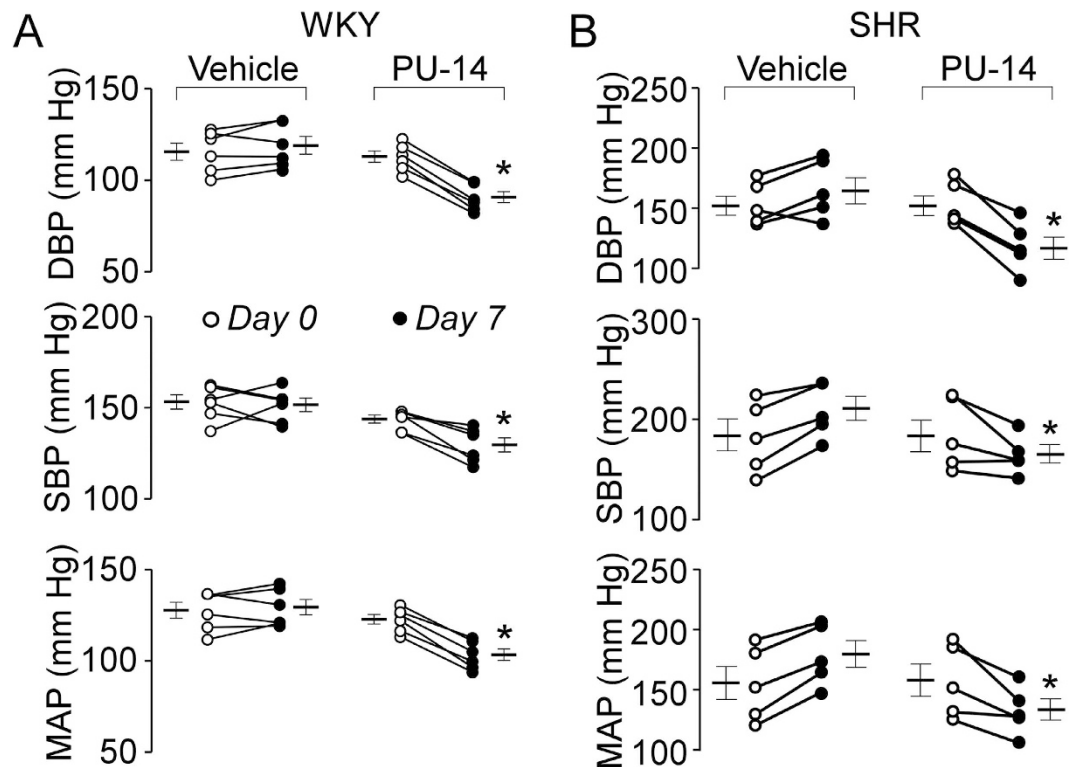 A
WKY
Vehicle
PU-14
DBP (mm Hg)
150
100
50
*
SBP (mm Hg)
200
150
100
Day 0
Day 7
*
MAP (mm Hg)
150
100
50
*
B
SHR
Vehicle
PU-14
DBP (mm Hg)
250
200
150
100
*
SBP (mm Hg)
300
200
100
*
MAP (mm Hg)
250
200
150
100
*